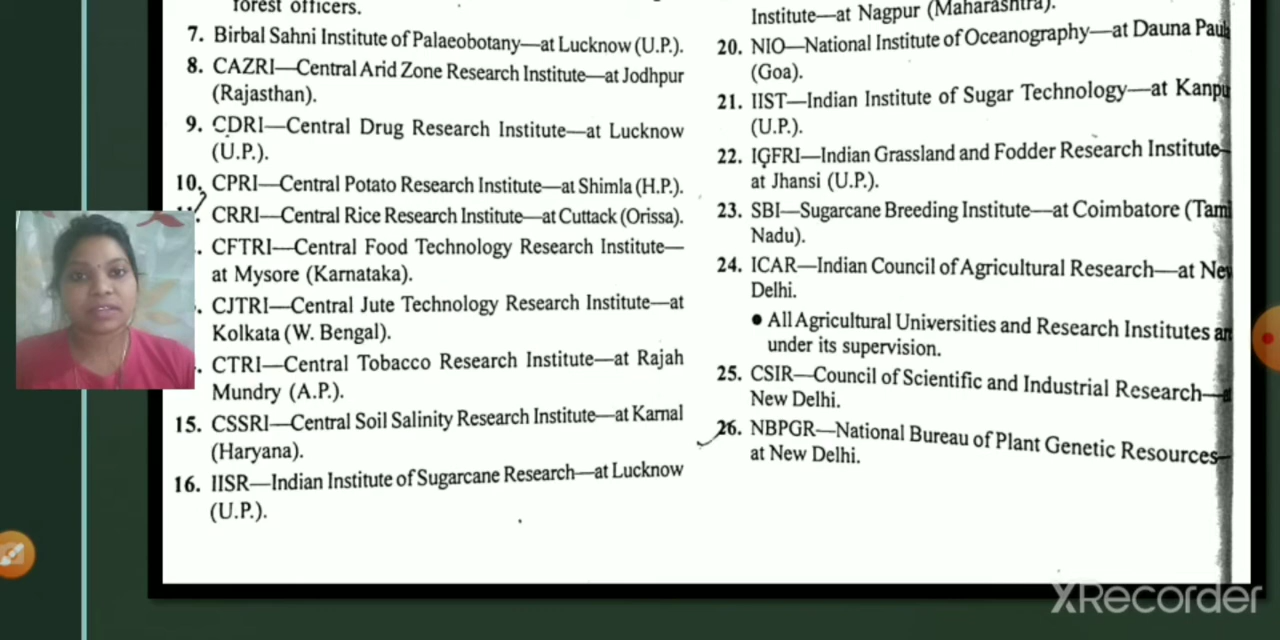 forest officers.
7. Birbal Sahni Institute of Palaeobotany—at Lucknow (U.P.).
8. CAZRI—Central Arid Zone Research Institute—at Jodhpur
(Rajasthan).
9. CDRI—Central Drug Research Institute—at Lucknow
(U.P.).
10. CPRI—Central Potato Research Institute—at Shimla (H.P.).
CRRI—Central Rice Research Institute—at Cuttack (Orissa).
CFTRI—Central Food Technology Research Institute—
at Mysore (Karnataka).
CJTRI—Central Jute Technology Research Institute—at
Kolkata (W. Bengal).
CTRI—Central Tobacco Research Institute—at Rajah
Mundry (A.P.).
15. CSSRI—Central Soil Salinity Research Institute—at Karnal
(Haryana).
16. IISR—Indian Institute of Sugarcane Research—at Lucknow
(U.P.).
Institute—at Nagpur (Maharashtra).
20. NIO—National Institute of Oceanography—at Dauna Paul
(Goa).
21. IIST—Indian Institute of Sugar Technology—at Kanpu
(U.P.).
22. IGFRI—Indian Grassland and Fodder Research Institute—
at Jhansi (U.P.).
23. SBI—Sugarcane Breeding Institute—at Coimbatore (Tami
Nadu).
24. ICAR—Indian Council of Agricultural Research—at New
Delhi.
• All Agricultural Universities and Research Institutes ar
under its supervision.
25. CSIR—Council of Scientific and Industrial Research—a
New Delhi.
26. NBPGR—National Bureau of Plant Genetic Resources—
at New Delhi.
XRecorder